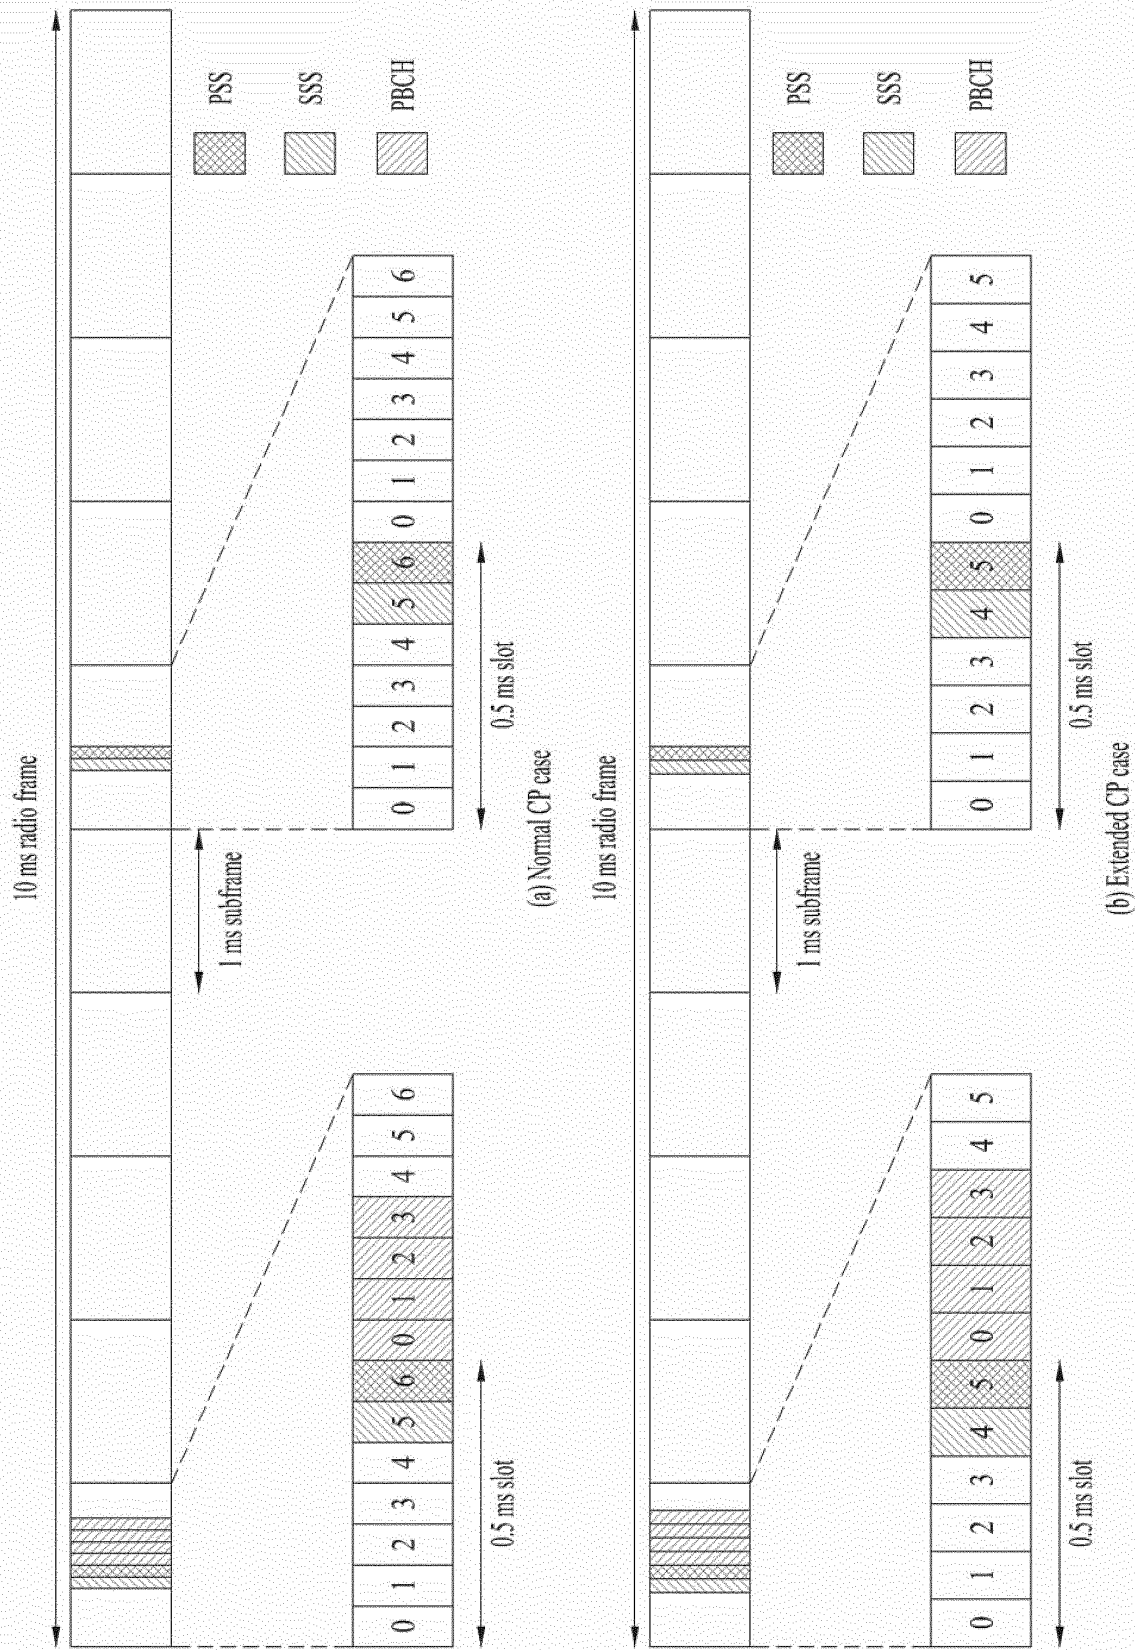 10 ms radio frame
PSS
SSS
PBCH
1 ms subframe
0 1 2 3 4 5 6 0 1 2 3 4 5 6
0 1 2 3 4 5 6 0 1 2 3 4 5 6
0.5 ms slot
0.5 ms slot
(a) Normal CP case
10 ms radio frame
PSS
SSS
PBCH
1 ms subframe
0 1 2 3 4 5 0 1 2 3 4 5
0 1 2 3 4 5 0 1 2 3 4 5
0.5 ms slot
0.5 ms slot
(b) Extended CP case